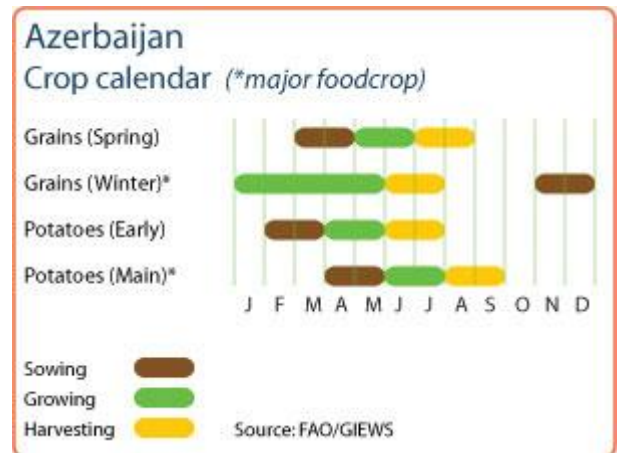 Azerbaijan
Crop calendar (*major foodcrop)
Grains (Spring)
Grains (Winter)*
Potatoes (Early)
Potatoes (Main)*
J F M A M J J A S O N D
Sowing
Growing
Harvesting
Source: FAO/GIEWS